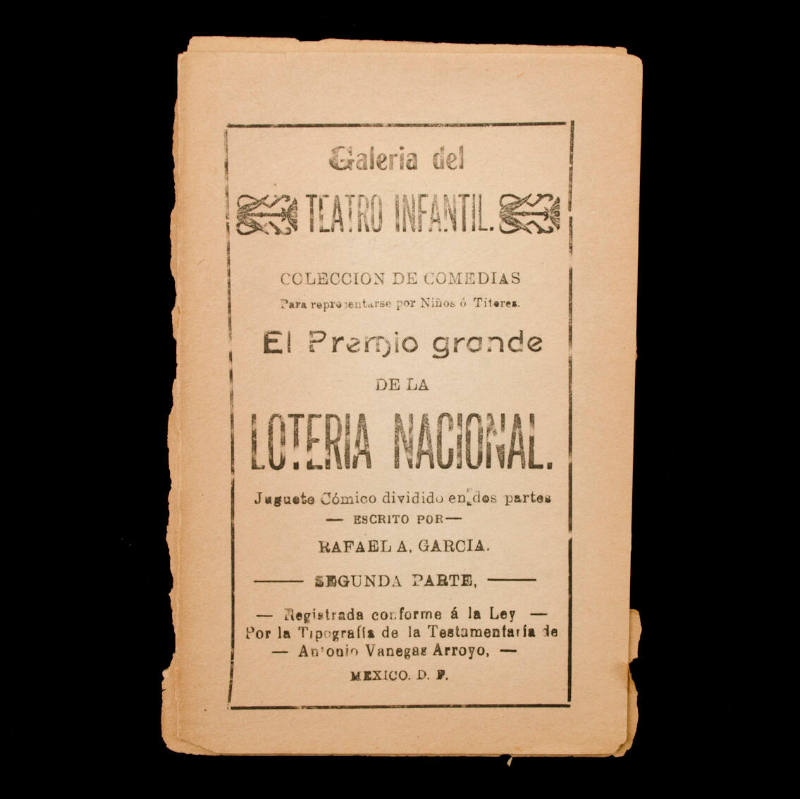 Galeria del
TEATRO INFANTIL.
COLECCION DE COMEDIAS
Para representarse por Niños ó Títeres.
El Premio grande
DE LA
LOTERIA NACIONAL.
Juguete Cómico dividido en dos partes
— ESCRITO POR —
RAFAEL A. GARCIA.
—— SEGUNDA PARTE, ——
— Registrada conforme á la Ley —
Por la Tipografía de la Testamentaría de
— Antonio Vanegas Arroyo, —
MEXICO. D. F.